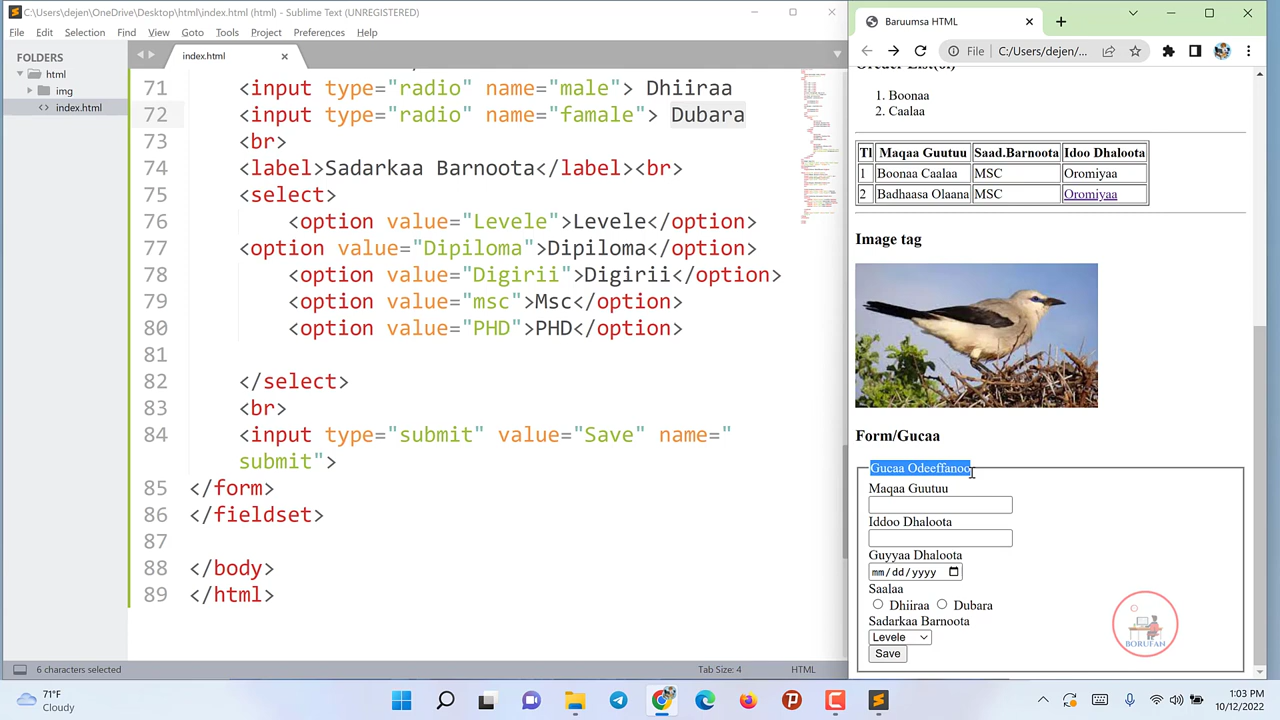 C:\Users\dejen\OneDrive\Desktop\html\index.html (html) - Sublime Text (UNREGISTERED)
File Edit Selection Find View Goto Tools Project Preferences Help
FOLDERS
html
img
index.html
index.html
71 <input type="radio" name="male"> Dhiiraa
72 <input type="radio" name="famale"> Dubara
73 <br>
74 <label>Sadarkaa Barnoota</label><br>
75 <select>
76 <option value="Levele">Levele</option>
77 <option value="Dipiloma">Dipiloma</option>
78 <option value="Digirii">Digirii</option>
79 <option value="msc">Msc</option>
80 <option value="PHD">PHD</option>
81
82 </select>
83 <br>
84 <input type="submit" value="Save" name="
submit">
85 </form>
86 </fieldset>
87
88 </body>
89 </html>
6 characters selected
Tab Size: 4
HTML
Baruumsa HTML
File C:/Users/dejen/...
1. Boonaa
2. Calaa
Tl Maqaa Guutuu Sed.Barnoota Id.Dhaloota
1 Boonaa Caalaa MSC Oromiyaa
2 Badhaasa Olaana MSC
Image tag
Form/Gucaa
Gucaa Odeeffanoo
Maqaa Guutuu
Iddoo Dhaloota
Guyyaa Dhaloota
mm/dd/yyyy
Saalaa
Dhiiraa Dubara
Sadarkaa Barnoota
Levele
Save
BORUFAN
71°F
Cloudy
1:03 PM
10/12/2022